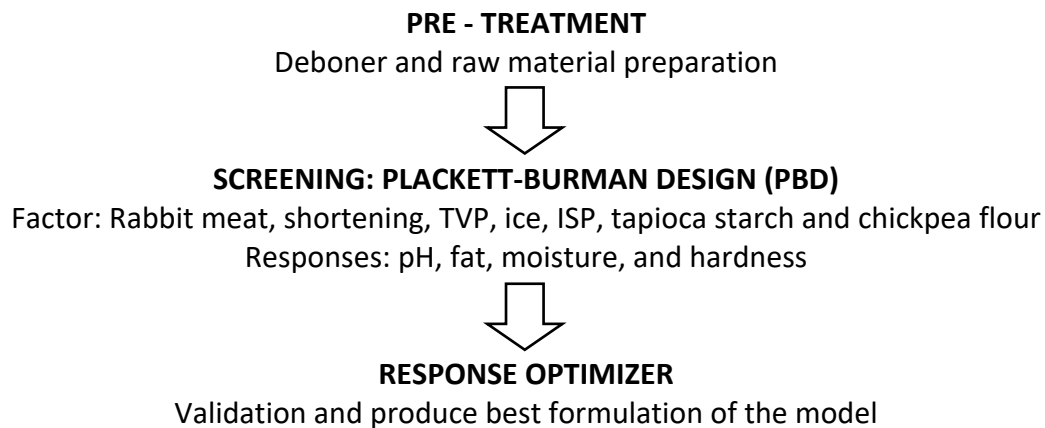 PRE - TREATMENT
Deboner and raw material preparation
SCREENING: PLACKETT-BURMAN DESIGN (PBD)
Factor: Rabbit meat, shortening, TVP, ice, ISP, tapioca starch and chickpea flour
Responses: pH, fat, moisture, and hardness
RESPONSE OPTIMIZER
Validation and produce best formulation of the model